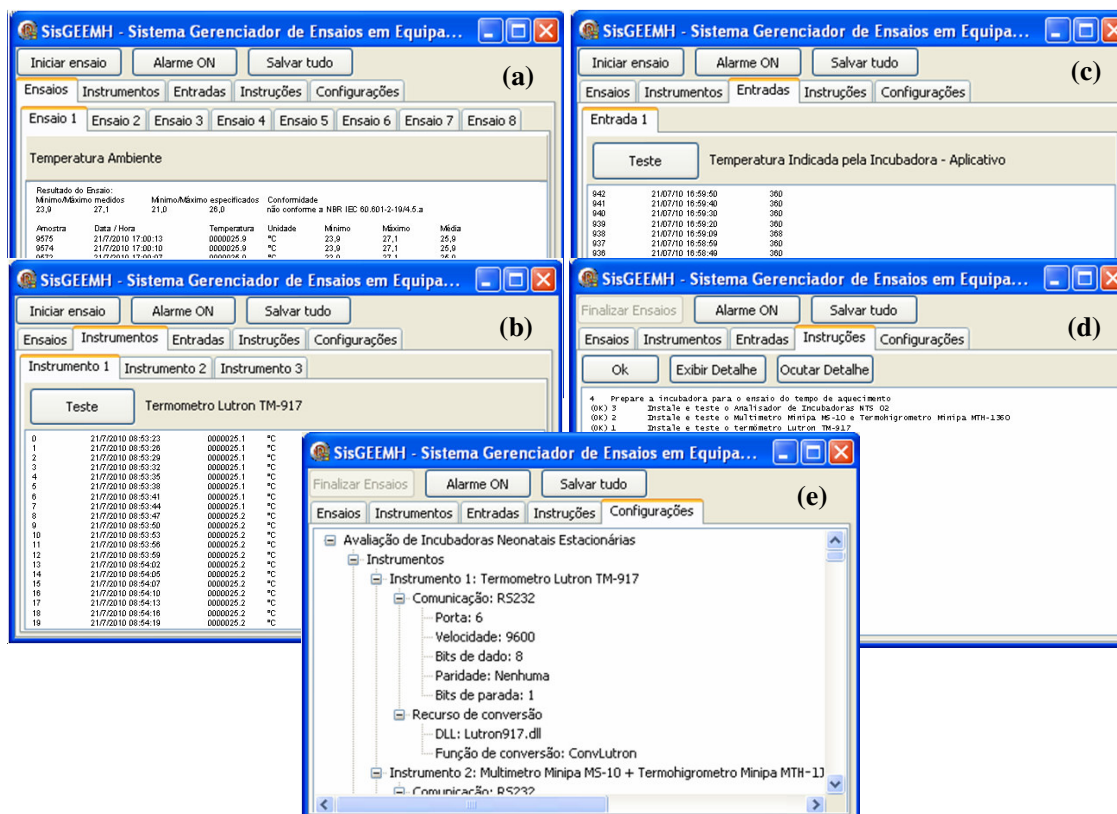 SisGEEMH - Sistema Gerenciador de Ensaios em Equipa...
Iniciar ensaio Alarme ON Salvar tudo
(a)
Ensaios Instrumentos Entradas Instruções Configurações
Ensaio 1 Ensaio 2 Ensaio 3 Ensaio 4 Ensaio 5 Ensaio 6 Ensaio 7 Ensaio 8
Temperatura Ambiente
Resultado do Ensaio:
Mínimo/Máximo medidos Mínimo/Máximo especificados Conformidade
23,9 27,1 21,0 26,0 não conforme a NBR IEC 60.601-2-19/4.5.a
Amostra Data / Hora Temperatura Unidade Mínimo Máximo Média
9575 21/7/2010 17:00:13 0000025.9 °C 23,9 27,1 25,9
9574 21/7/2010 17:00:10 0000025.9 °C 23,9 27,1 25,9
SisGEEMH - Sistema Gerenciador de Ensaios em Equipa...
Iniciar ensaio Alarme ON Salvar tudo
(c)
Ensaios Instrumentos Entradas Instruções Configurações
Entrada 1
Teste Temperatura Indicada pela Incubadora - Aplicativo
942 21/07/10 16:59:50 360
941 21/07/10 16:59:40 360
940 21/07/10 16:59:30 360
939 21/07/10 16:59:20 360
938 21/07/10 16:59:09 368
937 21/07/10 16:58:59 360
936 21/07/10 16:58:49 360
SisGEEMH - Sistema Gerenciador de Ensaios em Equipa...
Iniciar ensaio Alarme ON Salvar tudo
(b)
Ensaios Instrumentos Entradas Instruções Configurações
Instrumento 1 Instrumento 2 Instrumento 3
Teste Termometro Lutron TM-917
0 21/7/2010 08:53:23 0000025.1 °C
1 21/7/2010 08:53:26 0000025.1 °C
2 21/7/2010 08:53:29 0000025.1 °C
3 21/7/2010 08:53:32 0000025.1 °C
4 21/7/2010 08:53:35 0000025.1 °C
5 21/7/2010 08:53:38 0000025.1 °C
6 21/7/2010 08:53:41 0000025.1 °C
7 21/7/2010 08:53:44 0000025.1 °C
8 21/7/2010 08:53:47 0000025.2 °C
9 21/7/2010 08:53:50 0000025.2 °C
10 21/7/2010 08:53:53 0000025.2 °C
11 21/7/2010 08:53:56 0000025.2 °C
12 21/7/2010 08:53:59 0000025.2 °C
13 21/7/2010 08:54:02 0000025.2 °C
14 21/7/2010 08:54:05 0000025.2 °C
15 21/7/2010 08:54:07 0000025.2 °C
16 21/7/2010 08:54:10 0000025.2 °C
17 21/7/2010 08:54:13 0000025.2 °C
18 21/7/2010 08:54:16 0000025.2 °C
19 21/7/2010 08:54:19 0000025.2 °C
SisGEEMH - Sistema Gerenciador de Ensaios em Equipa...
Finalizar Ensaios Alarme ON Salvar tudo
(d)
Ensaios Instrumentos Entradas Instruções Configurações
Ok Exibir Detalhe Ocutar Detalhe
4 Prepare a incubadora para o ensaio do tempo de aquecimento
(OK) 3 Instale e teste o Analisador de Incubadoras NTS 02
(OK) 2 Instale e teste o Multimetro Minipa MS-10 e Termohigrometro Minipa MTH-1360
(OK) 1 Instale e teste o termômetro Lutron TM-917
SisGEEMH - Sistema Gerenciador de Ensaios em Equipa...
Finalizar Ensaios Alarme ON Salvar tudo
(e)
Ensaios Instrumentos Entradas Instruções Configurações
Avaliação de Incubadoras Neonatais Estacionárias
Instrumentos
Instrumento 1: Termometro Lutron TM-917
Comunicação: RS232
Porta: 6
Velocidade: 9600
Bits de dado: 8
Paridade: Nenhuma
Bits de parada: 1
Recurso de conversão
DLL: Lutron917.dll
Função de conversão: ConvLutron
Instrumento 2: Multimetro Minipa MS-10 + Termohigrometro Minipa MTH-13
Comunicação: RS232